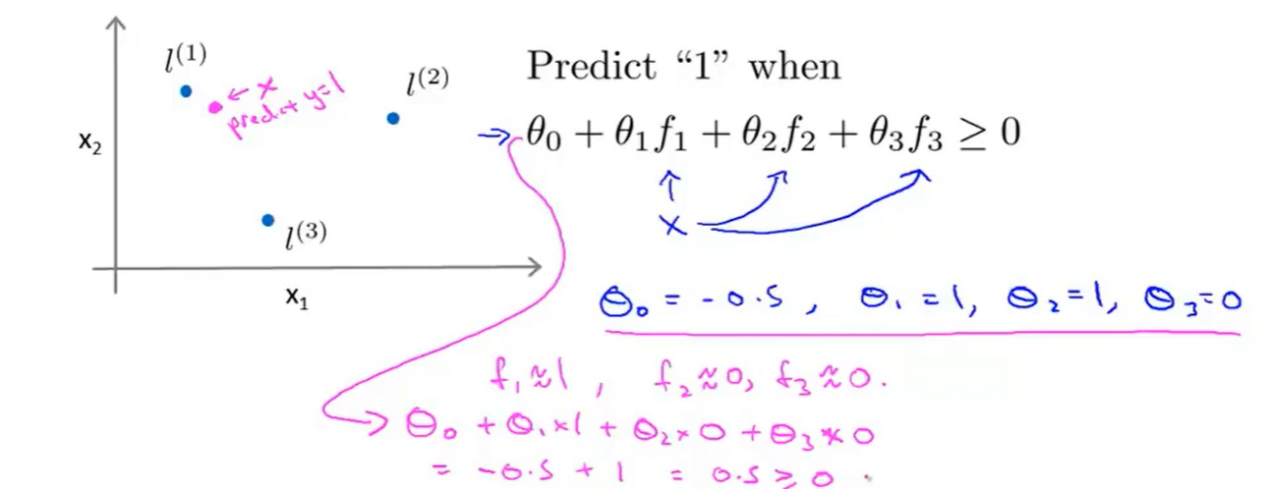 l⁽¹⁾
← x
predict y=1
l⁽²⁾
x₂
l⁽³⁾
x₁
Predict “1” when
⇒ θ₀ + θ₁f₁ + θ₂f₂ + θ₃f₃ ≥ 0
x
θ₀ = -0.5, θ₁ = 1, θ₂ = 1, θ₃ = 0
f₁ ≈ 1, f₂ ≈ 0, f₃ ≈ 0.
θ₀ + θ₁ × 1 + θ₂ × 0 + θ₃ × 0
= -0.5 + 1 = 0.5 ≥ 0